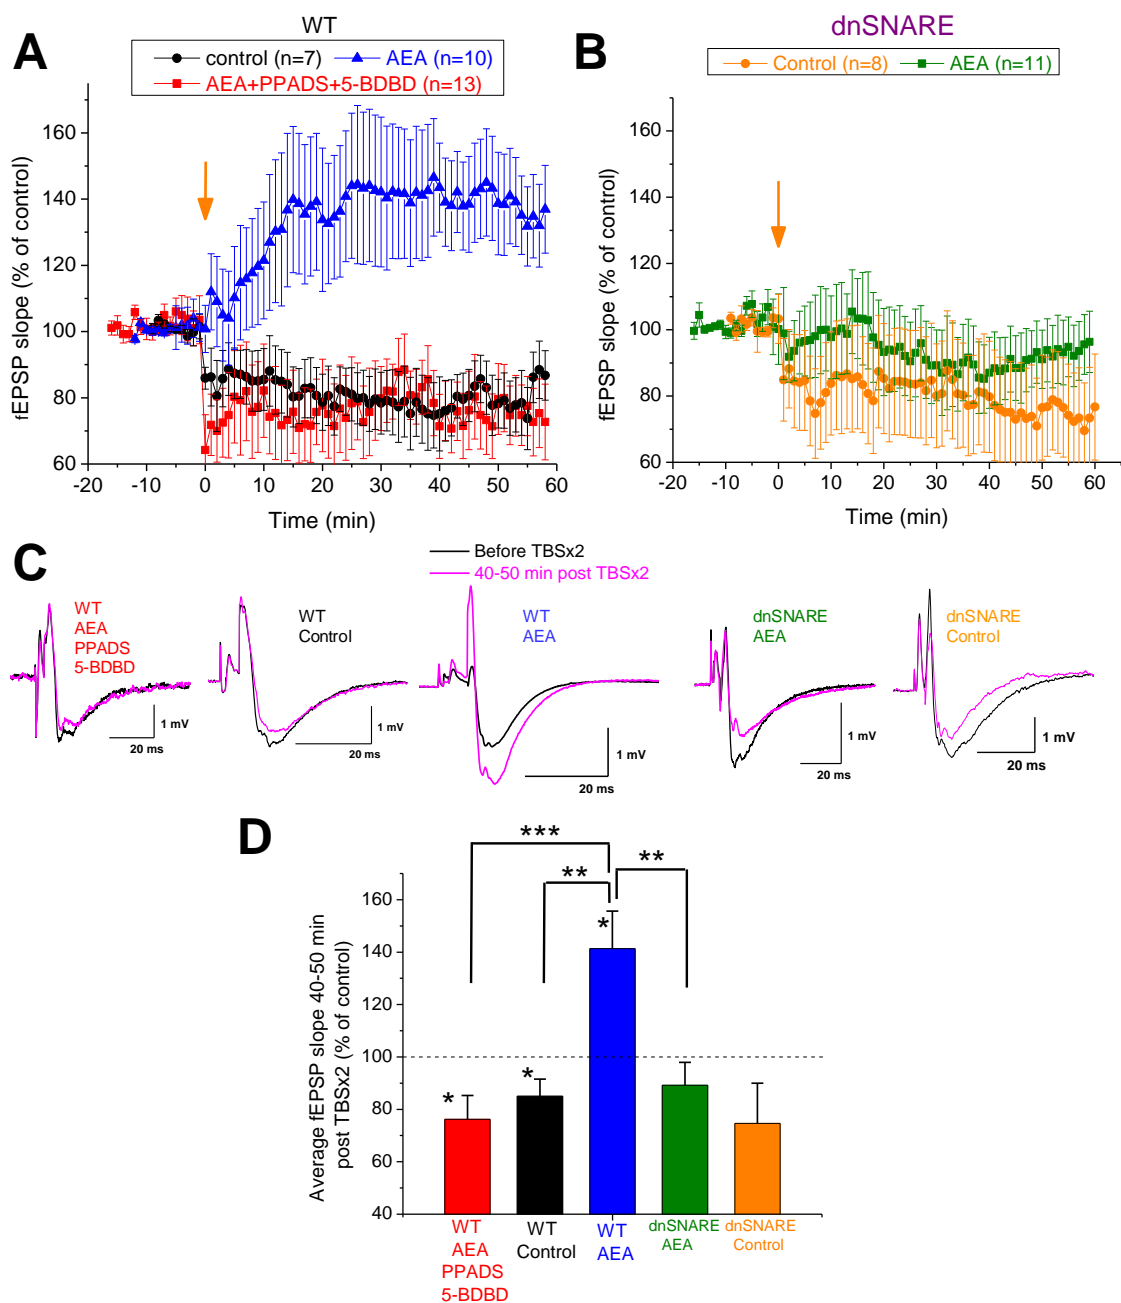 WT
A
control (n=7) AEA (n=10)
AEA+PPADS+5-BDBD (n=13)
160
140
120
100
80
60
fEPSP slope (% of control)
-20 -10 0 10 20 30 40 50 60
Time (min)
dnSNARE
B
Control (n=8) AEA (n=11)
160
140
120
100
80
60
fEPSP slope (% of control)
-20 -10 0 10 20 30 40 50 60
Time (min)
C
Before TBSx2
40-50 min post TBSx2
WT
AEA
PPADS
5-BDBD
1 mV
20 ms
WT
Control
1 mV
20 ms
WT
AEA
1 mV
20 ms
dnSNARE
AEA
1 mV
20 ms
dnSNARE
Control
1 mV
20 ms
D
***
**
**
*
*
*
160
140
120
100
80
60
40
Average fEPSP slope 40-50 min
post TBSx2 (% of control)
WT
AEA
PPADS
5-BDBD
WT
Control
WT
AEA
dnSNARE
AEA
dnSNARE
Control